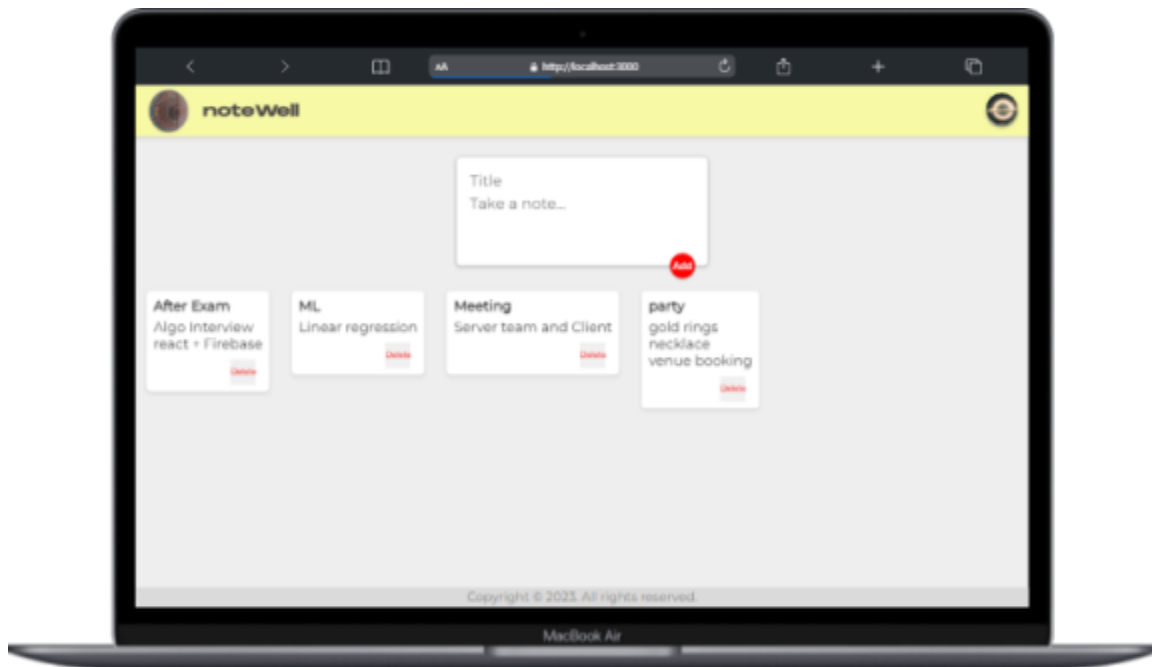 AA
http://localhost:3000
noteWell
Title
Take a note...
Add
After Exam
Algo Interview
react + Firebase
Delete
ML
Linear regression
Delete
Meeting
Server team and Client
Delete
party
gold rings
necklace
venue booking
Delete
Copyright © 2023. All rights reserved.
MacBook Air